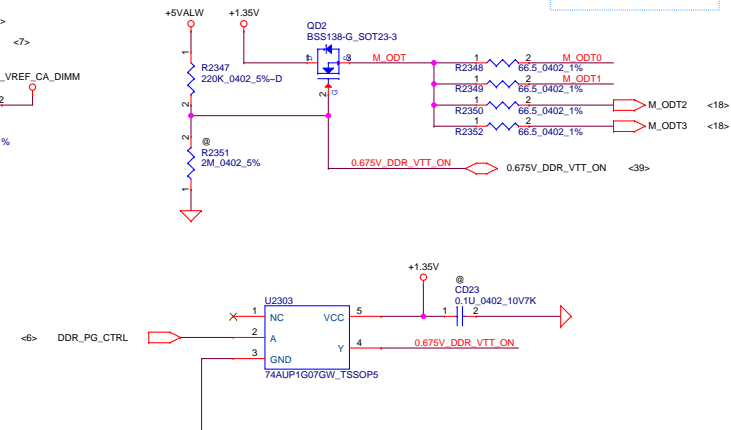 >
<7>
_VREF_CA_DIMM
2
%
+5VALW
+1.35V
QD2
BSS138-G_SOT23-3
1
D
S
3
M_ODT
2
G
1
R2347
220K_0402_5%~D
2
2
@
R2351
2M_0402_5%
1
1
2
M_ODT0
R2348
66.5_0402_1%
1
2
M_ODT1
R2349
66.5_0402_1%
1
2
M_ODT2
<18>
R2350
66.5_0402_1%
1
2
M_ODT3
<18>
R2352
66.5_0402_1%
0.675V_DDR_VTT_ON
0.675V_DDR_VTT_ON
<39>
+1.35V
@
CD23
0.1U_0402_10V7K
1
2
U2303
1
NC
VCC
5
<6>
DDR_PG_CTRL
2
A
3
GND
Y
4
0.675V_DDR_VTT_ON
74AUP1G07GW_TSSOP5